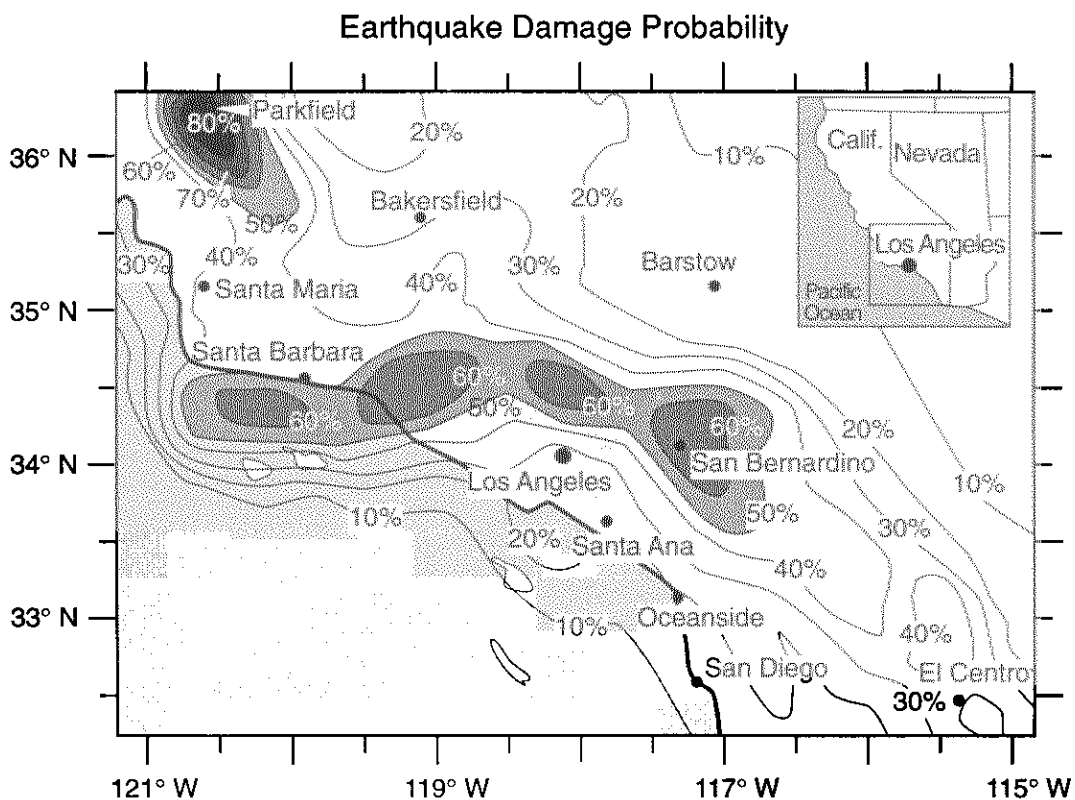 Earthquake Damage Probability
80%
Parkfield
20%
10%
Calif.
Nevada
36° N
60%
70%
50%
Bakersfield
20%
40%
30%
30%
40%
Barstow
Los Angeles
Santa Maria
Pacific
Ocean
35° N
Santa Barbara
60%
60%
50%
60%
60%
20%
34° N
San Bernardino
Los Angeles
10%
10%
50%
20%
Santa Ana
30%
40%
33° N
Oceanside
10%
40%
San Diego
El Centro
30%
121° W
119° W
117° W
115° W